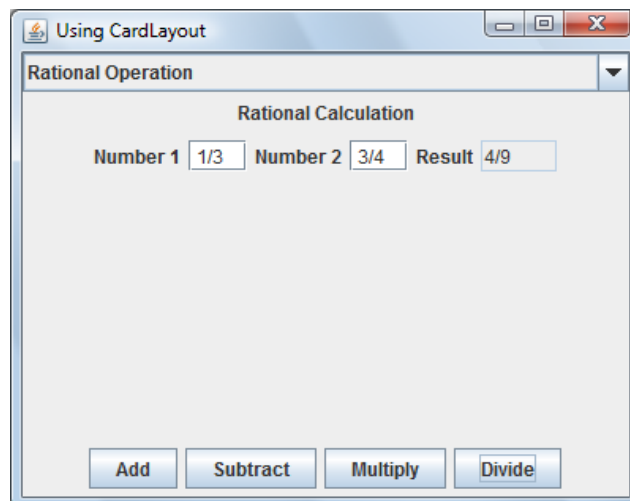 Using CardLayout
Rational Operation
Rational Calculation
Number 1 1/3 Number 2 3/4 Result 4/9
Add Subtract Multiply Divide